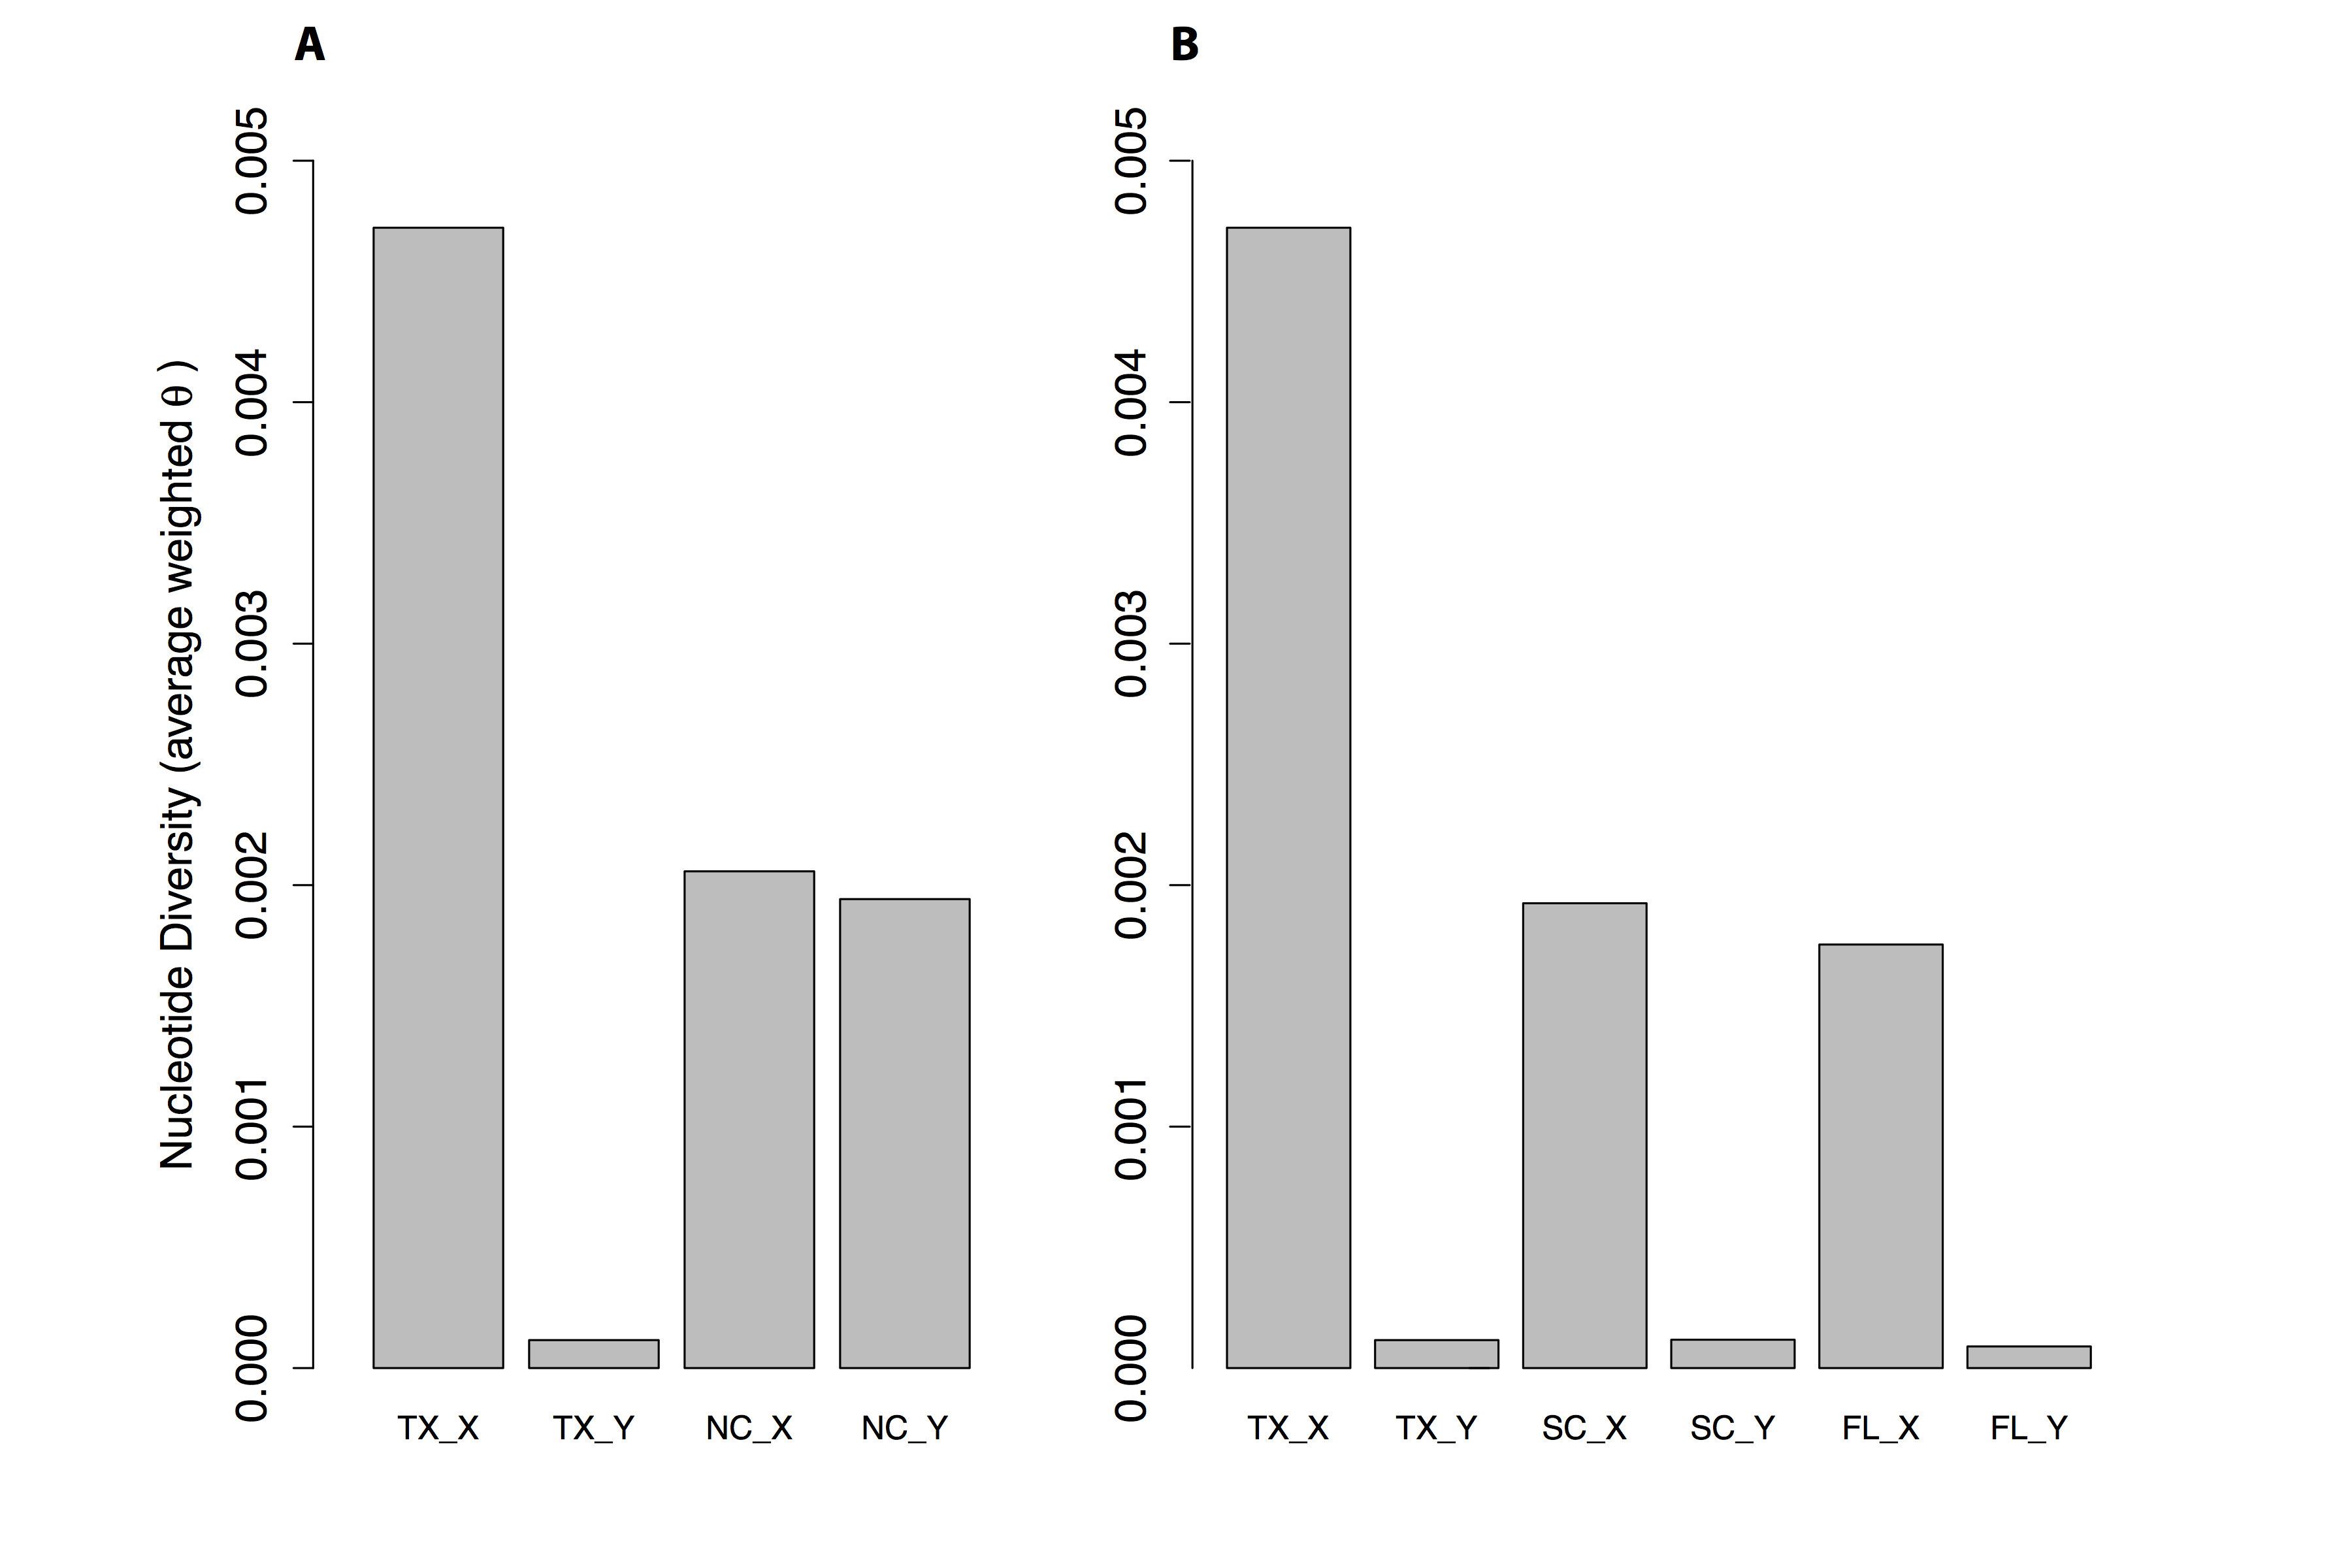 A
B
Nucleotide Diversity (average weighted θ )
0.005
0.004
0.003
0.002
0.001
0.000
TX_X TX_Y NC_X NC_Y
0.005
0.004
0.003
0.002
0.001
0.000
TX_X TX_Y SC_X SC_Y FL_X FL_Y